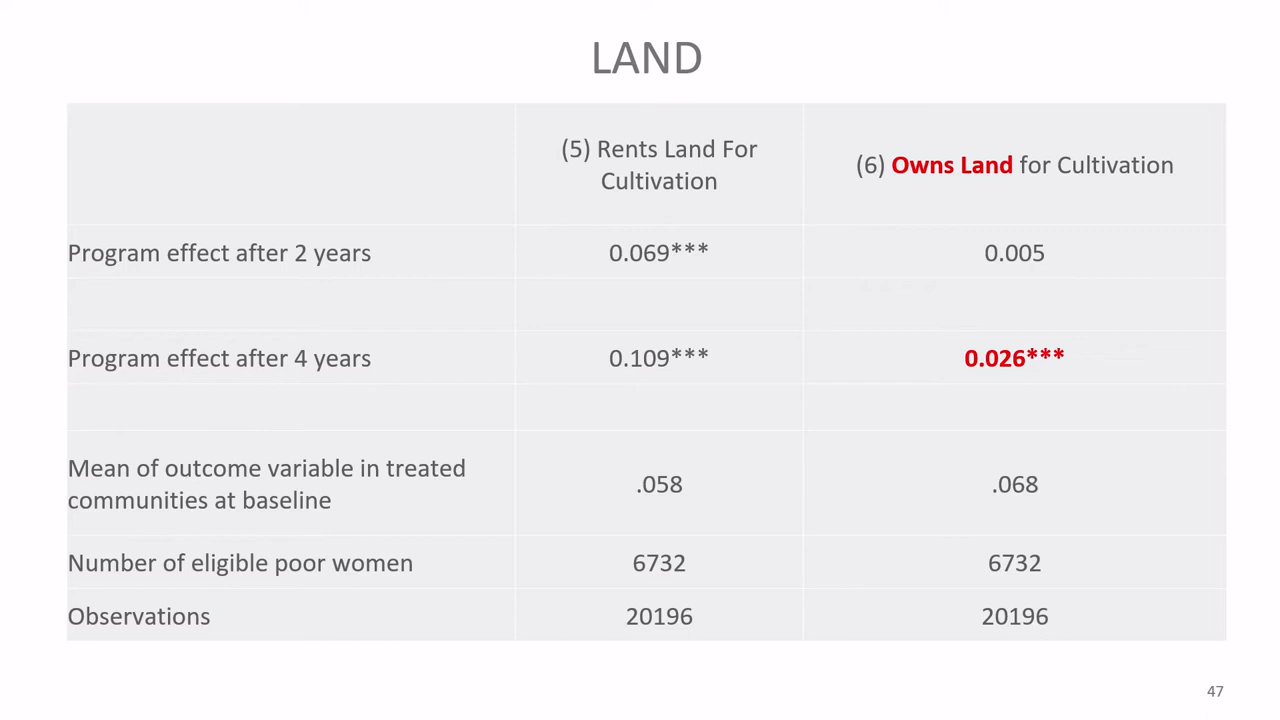 LAND
(5) Rents Land For
Cultivation
(6) Owns Land for Cultivation
Program effect after 2 years 0.069*** 0.005
Program effect after 4 years 0.109*** 0.026***
Mean of outcome variable in treated
communities at baseline
.058 .068
Number of eligible poor women 6732 6732
Observations 20196 20196
47